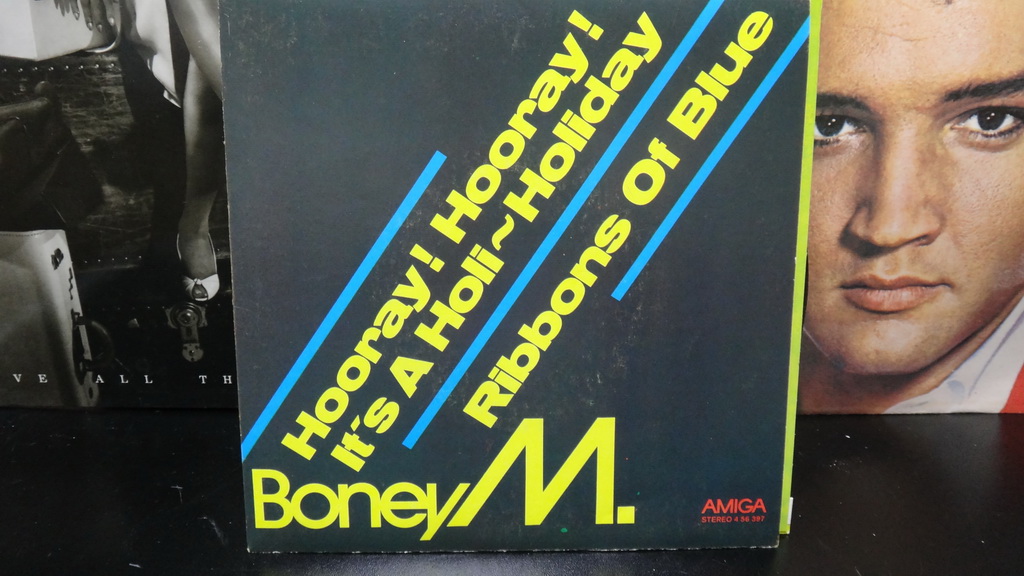 Hooray! Hooray!
it's A Holi~Holiday
Ribbons Of Blue
Boney M.
AMIGA
STEREO 4 56 397
VE ALL TH